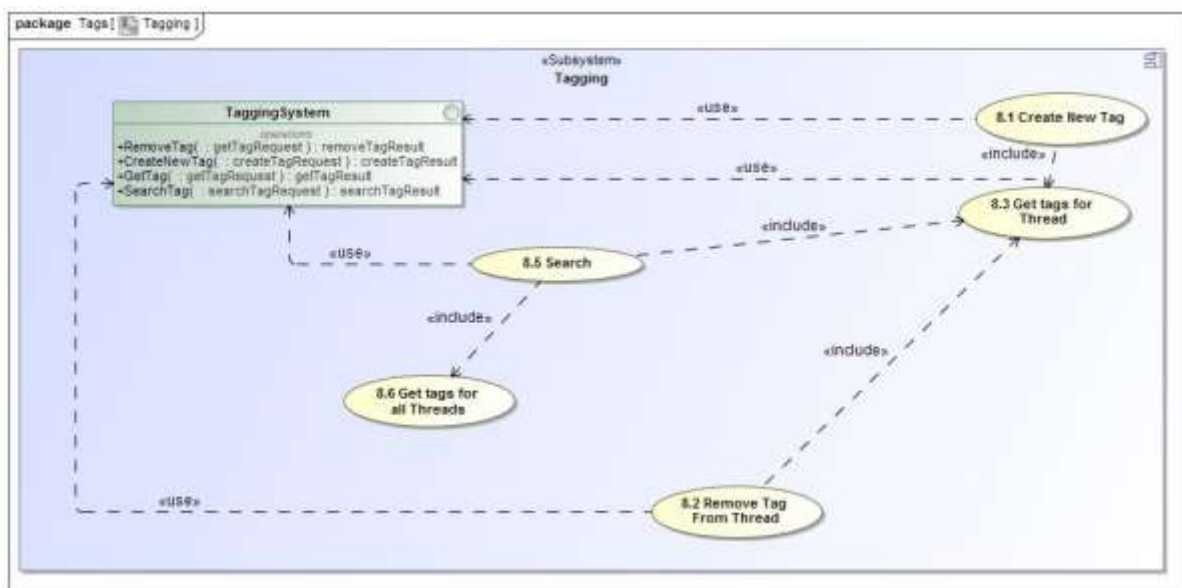 package Tags [ Tagging ]
«Subsystem»
Tagging
TaggingSystem
operations
+RemoveTag( : getTagRequest ) : removeTagResult
+CreateNewTag( : createTagRequest ) : createTagResult
+GetTag( : getTagRequest ) : getTagResult
+SearchTag( : searchTagRequest ) : searchTagResult
«use»
8.1 Create New Tag
«include»
«use»
8.3 Get tags for
Thread
«include»
«use»
8.5 Search
«include»
«include»
8.6 Get tags for
all Threads
«use»
8.2 Remove Tag
From Thread